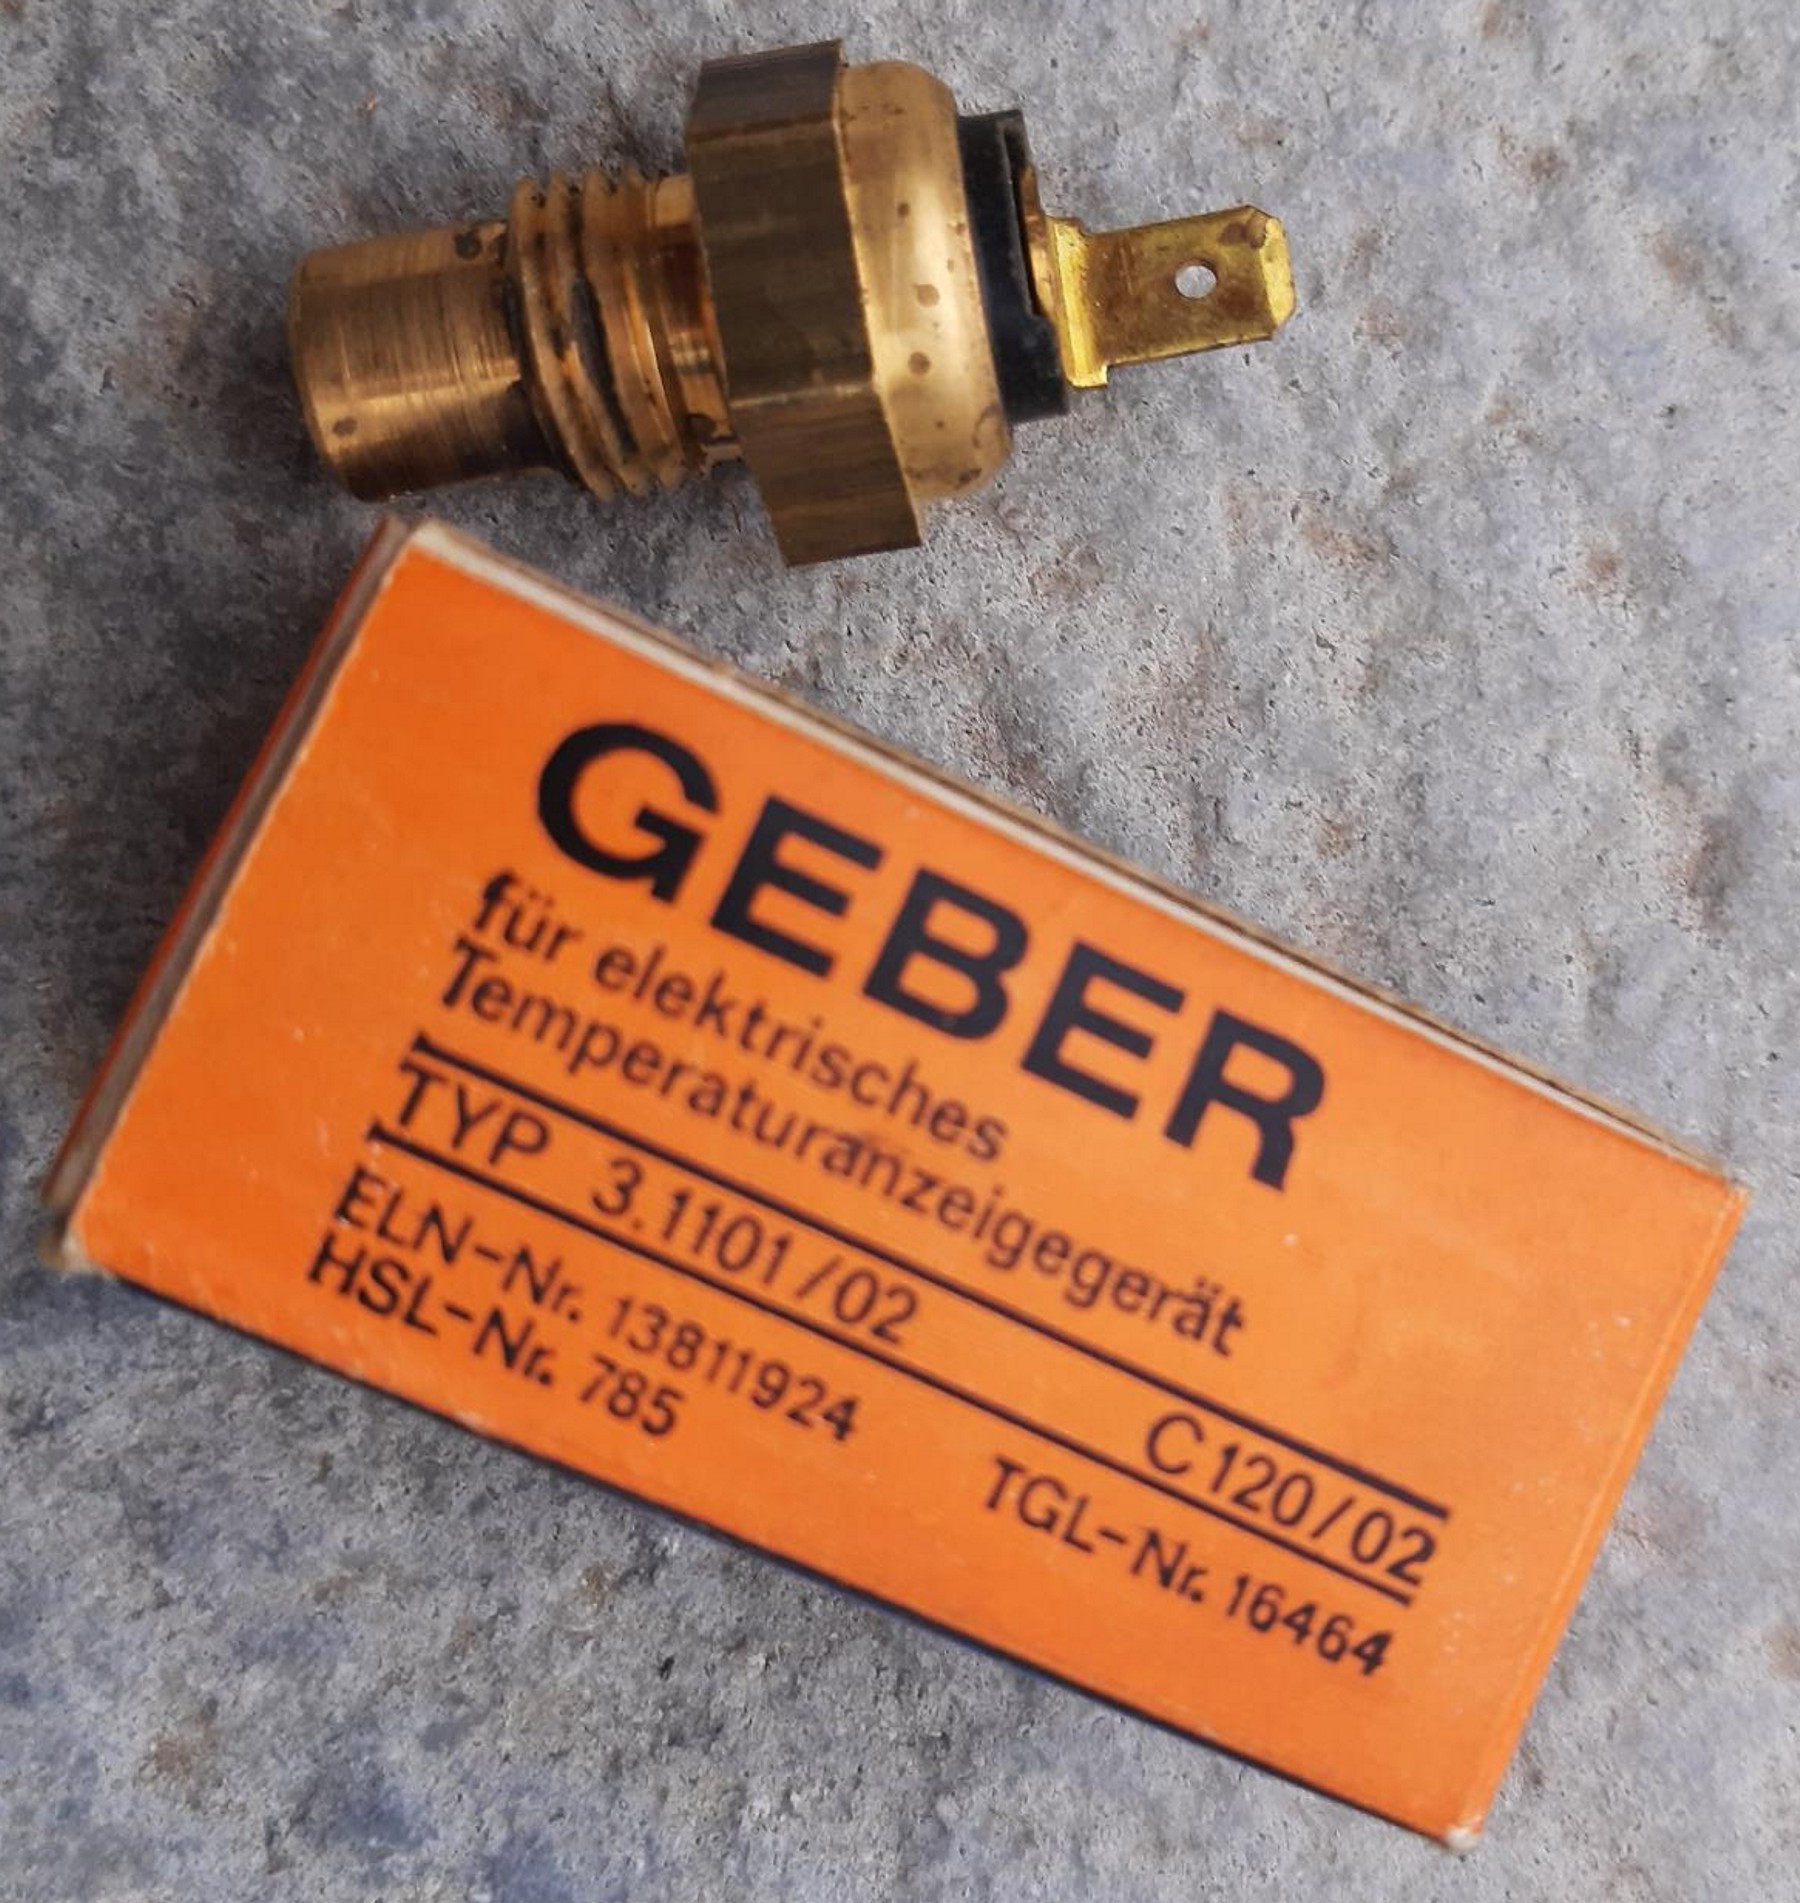 GEBER
für elektrisches
Temperaturanzeigegerät
TYP 3.1101/02 C120/02
ELN-Nr. 13811924
HSL-Nr. 785 TGL-Nr. 16464